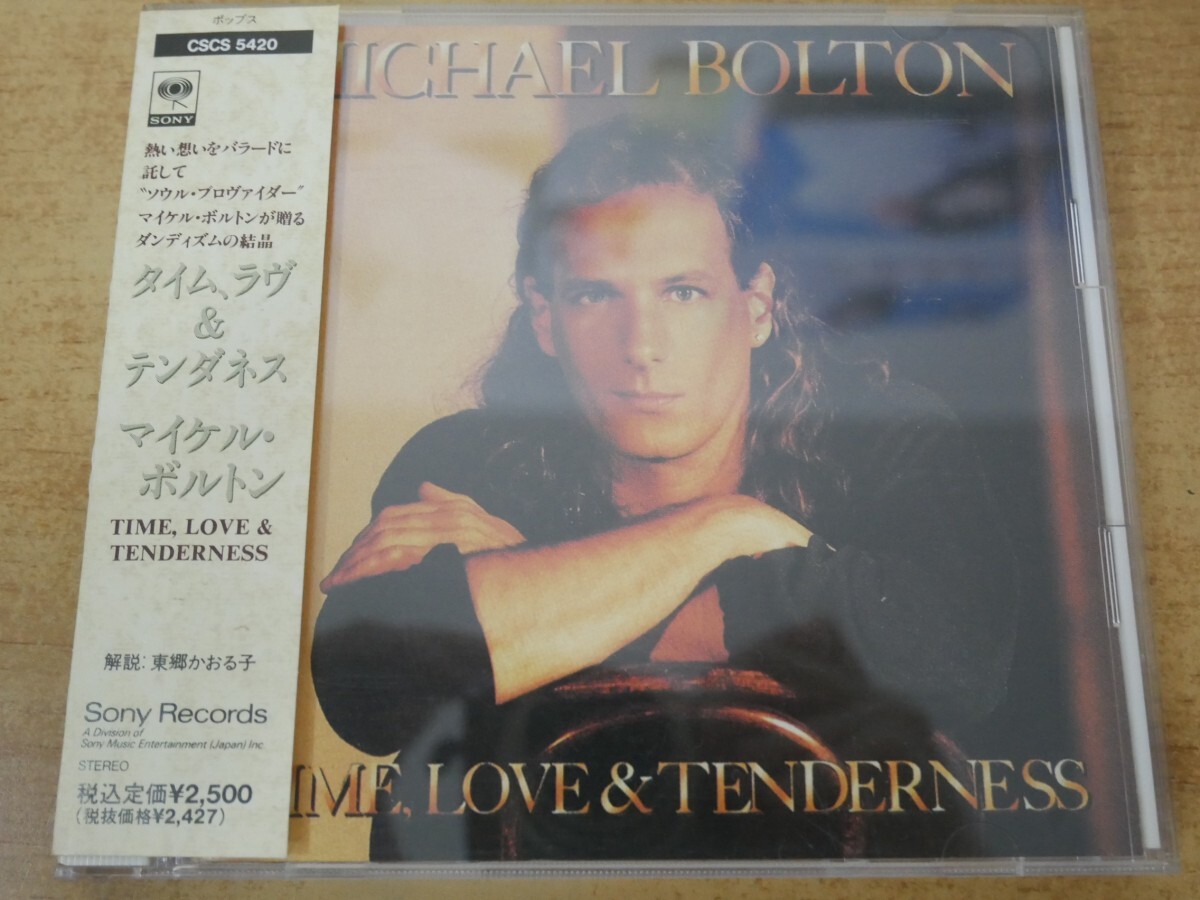 ポップス
CSCS 5420
SONY
熱い想いをバラードに
託して
“ソウル・プロヴァイダー”
マイケル・ボルトンが贈る
ダンディズムの結晶
タイム、ラヴ
&
テンダネス
マイケル・
ボルトン
TIME, LOVE &
TENDERNESS
解説: 東郷かおる子
Sony Records
A Division of
Sony Music Entertainment (Japan) Inc.
STEREO
税込定価¥2,500
(税抜価格¥2,427)
MICHAEL BOLTON
TIME, LOVE & TENDERNESS